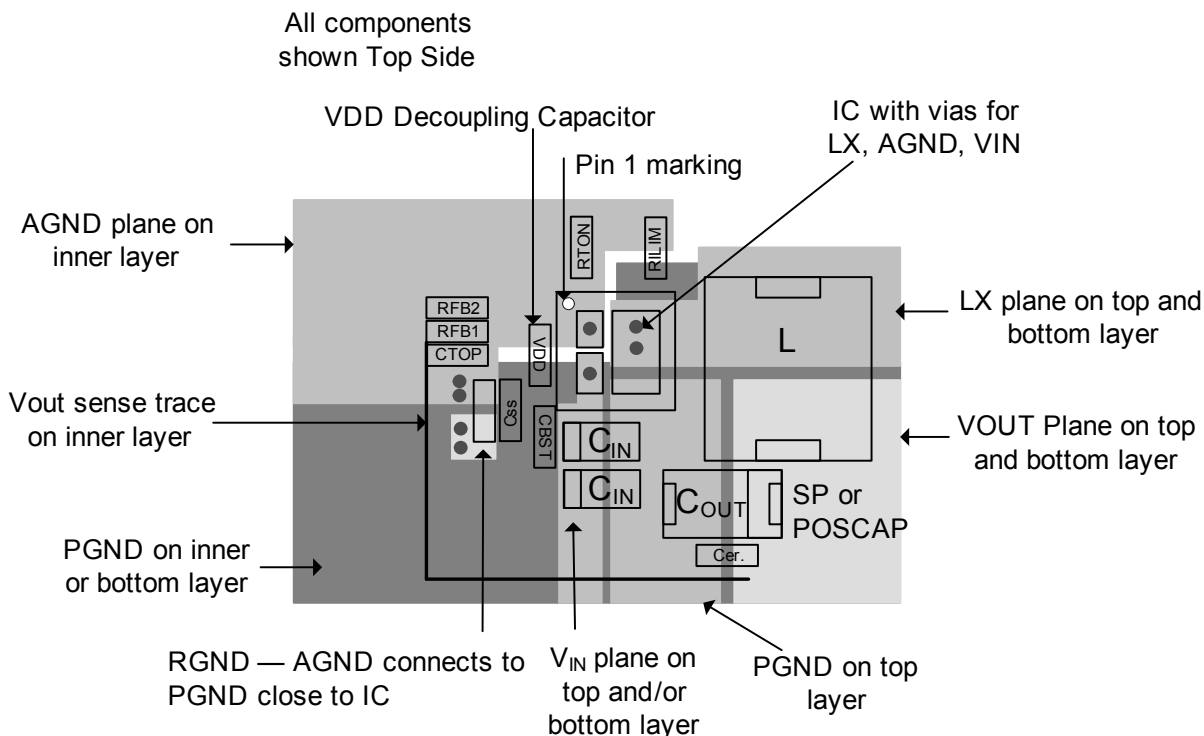 All components
shown Top Side
VDD Decoupling Capacitor
IC with vias for
LX, AGND, VIN
Pin 1 marking
AGND plane on
inner layer
RTON
RILIM
RFB2
RFB1
CTOP
VDD
L
LX plane on top and
bottom layer
Vout sense trace
on inner layer
Css
CBST
CIN
CIN
VOUT Plane on top
and bottom layer
COUT
SP or
POSCAP
Cer.
PGND on inner
or bottom layer
RGND — AGND connects to
PGND close to IC
VIN plane on
top and/or
bottom layer
PGND on top
layer